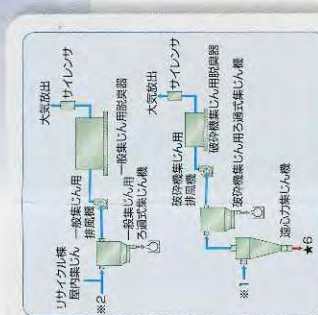 大気放出
サイレンサ
一般集じん用脱臭器
一般集じん用
排風機
一般集じん用
ろ過式集じん機
リサイクル棟
屋内集じん
※2
大気放出
サイレンサ
破砕機集じん用脱臭器
破砕機集じん用
排風機
破砕機集じん用ろ過式集じん機
遠心力集じん機
※1
★6